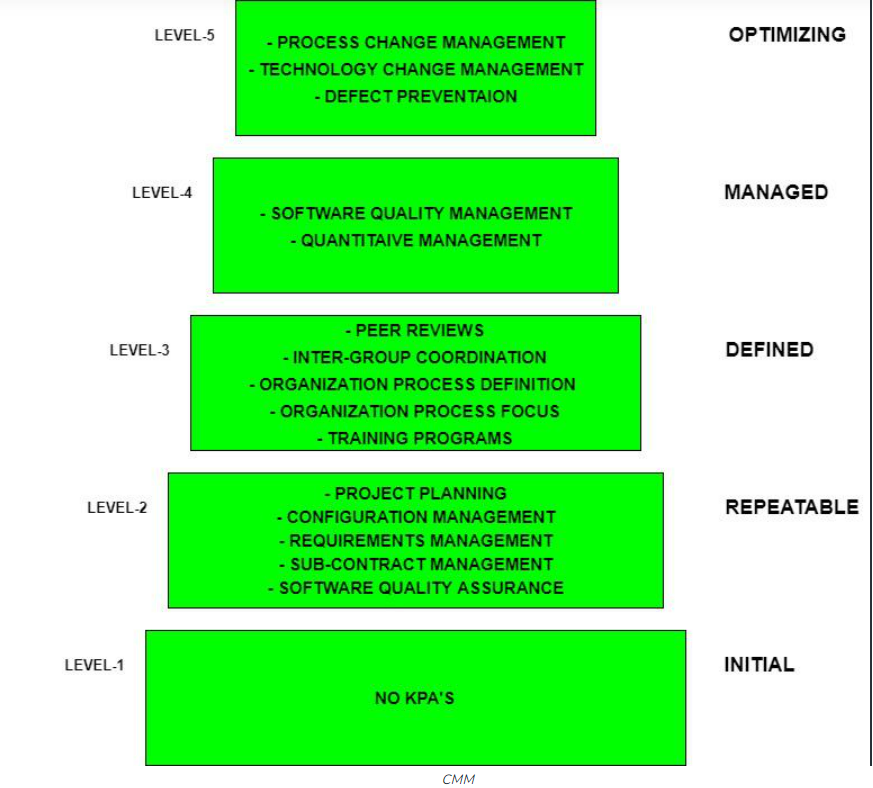 LEVEL-5
- PROCESS CHANGE MANAGEMENT
- TECHNOLOGY CHANGE MANAGEMENT
- DEFECT PREVENTAION
OPTIMIZING
LEVEL-4
- SOFTWARE QUALITY MANAGEMENT
- QUANTITAIVE MANAGEMENT
MANAGED
LEVEL-3
- PEER REVIEWS
- INTER-GROUP COORDINATION
- ORGANIZATION PROCESS DEFINITION
- ORGANIZATION PROCESS FOCUS
- TRAINING PROGRAMS
DEFINED
LEVEL-2
- PROJECT PLANNING
- CONFIGURATION MANAGEMENT
- REQUIREMENTS MANAGEMENT
- SUB-CONTRACT MANAGEMENT
- SOFTWARE QUALITY ASSURANCE
REPEATABLE
LEVEL-1
NO KPA'S
INITIAL
CMM